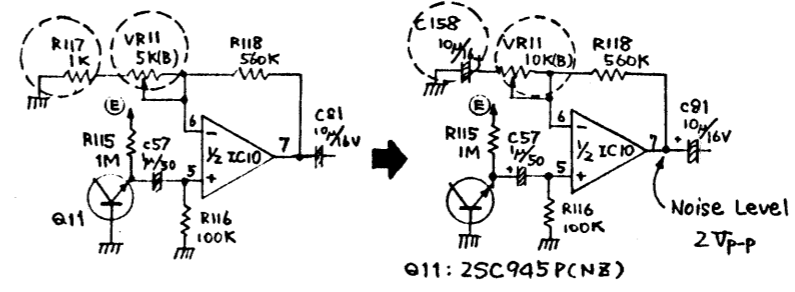 R117
1K
VR11
5K(B)
R118
560K
E
R115
1M
C57
1μ/50
6
-
1/2 IC10
7
5
+
C81
10μ/16V
Q11
R116
100K
C158
10μ/16V
VR11
10K(B)
R118
560K
E
R115
1M
C57
1μ/50
+
6
-
1/2 IC10
7
5
+
C81
+
10μ/16V
R116
100K
Noise Level
2Vp-p
Q11: 2SC945P(NZ)